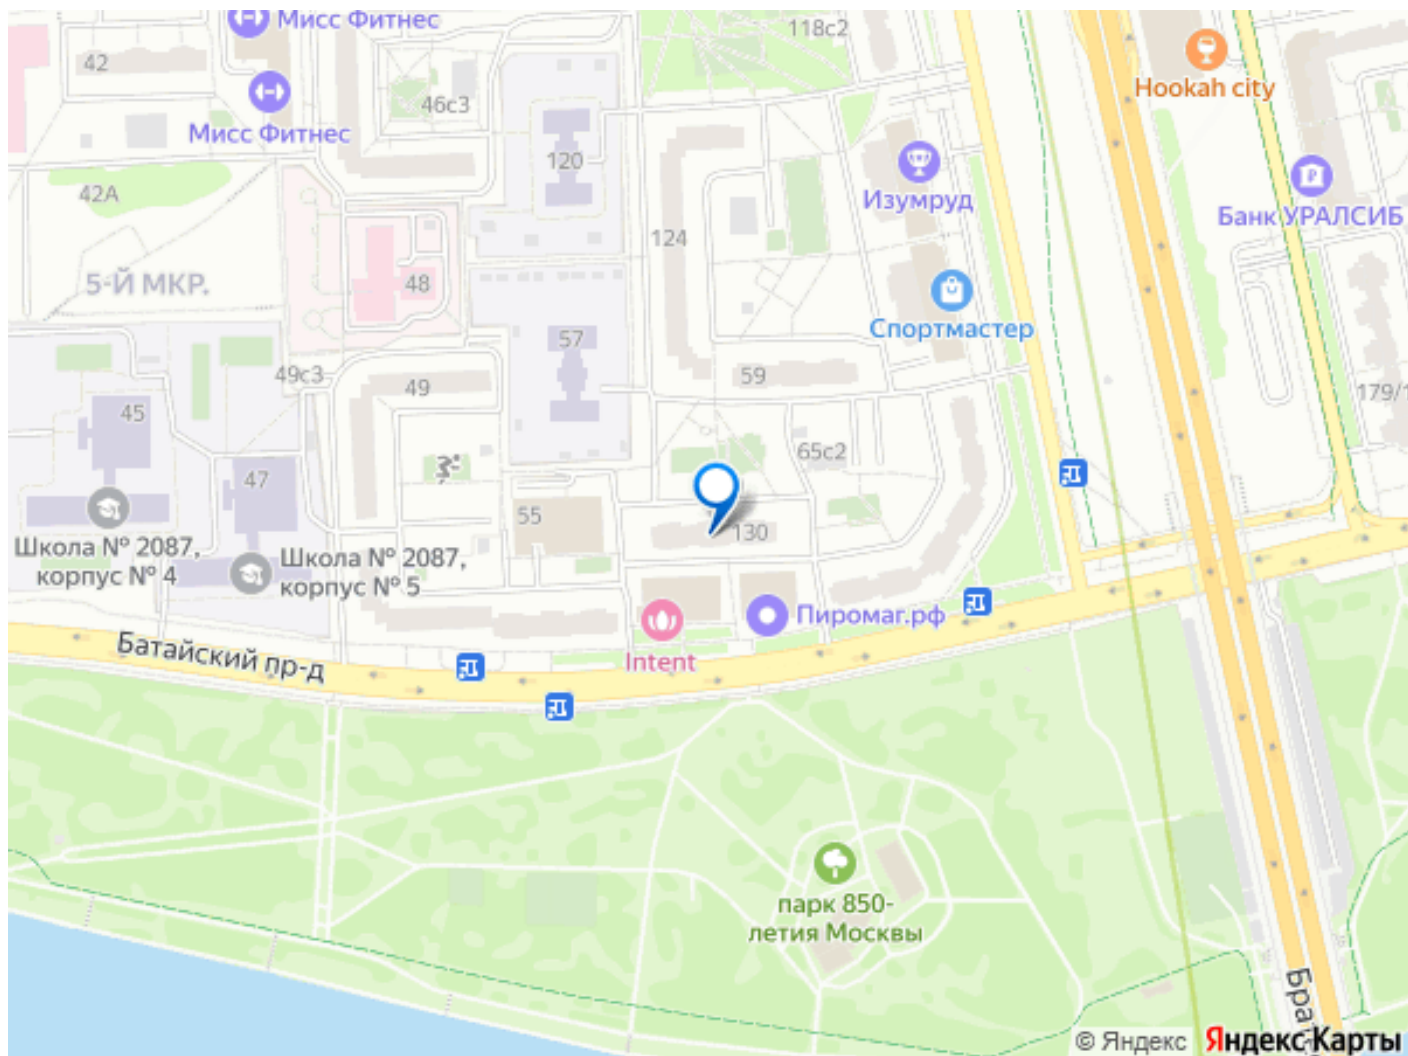 Мисс Фитнес
118с2
42
46с3
Hookah city
Мисс Фитнес
120
Изумруд
42А
Банк УРАЛСИБ
124
5-Й МКР.
48
Спортмастер
57
49с3
49
59
179/1
45
65с2
47
55
130
Школа № 2087,
корпус № 4
Школа № 2087,
корпус № 5
Пиромаг.рф
Батайский пр-д
Intent
парк 850-
летия Москвы
Брат
© Яндекс Яндекс Карты